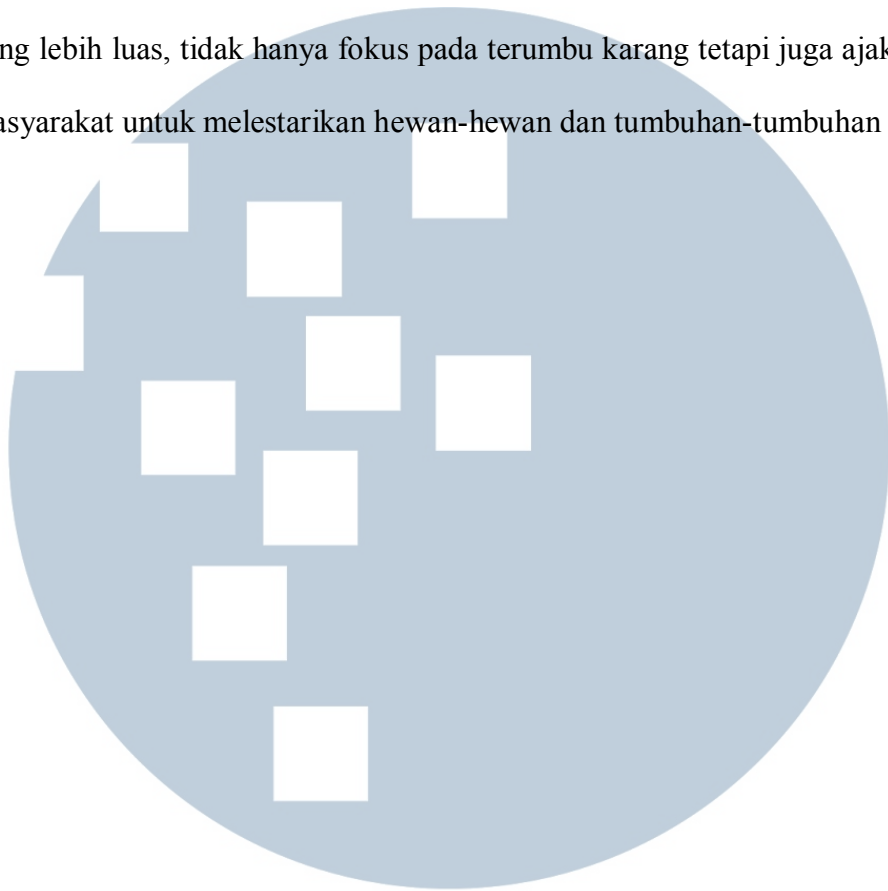 ng lebih luas, tidak hanya fokus pada terumbu karang tetapi juga ajak
asyarakat untuk melestarikan hewan-hewan dan tumbuhan-tumbuhan